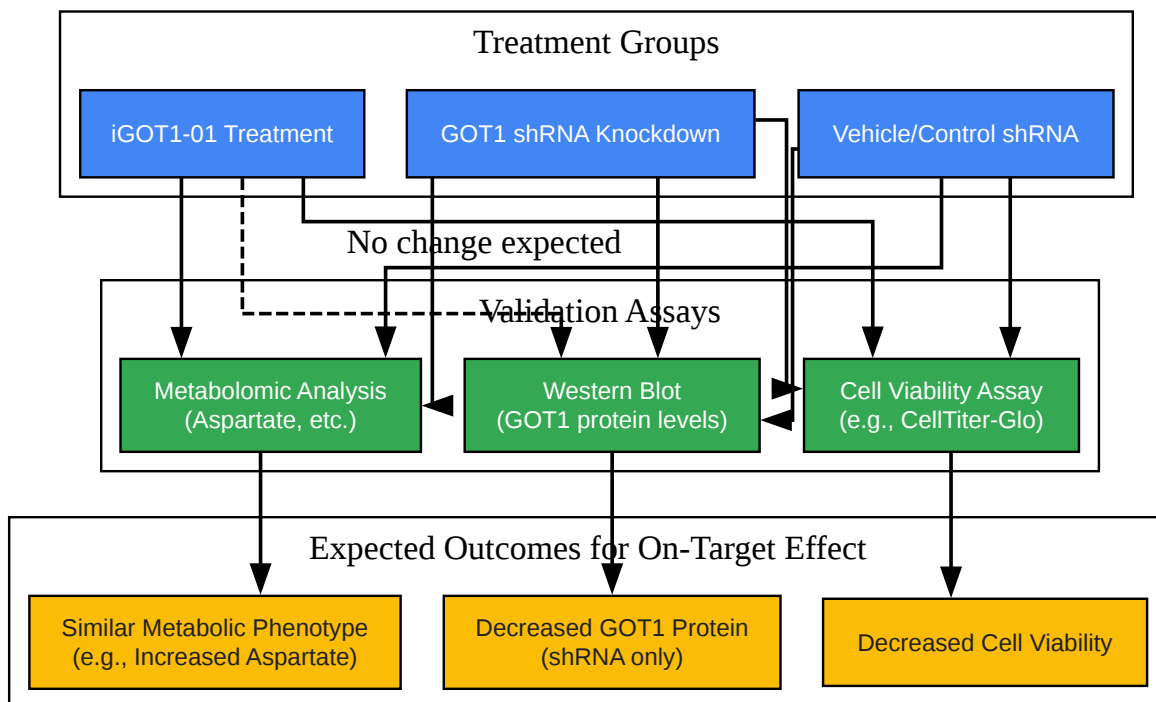 Treatment Groups
iGOT1-01 Treatment
GOT1 shRNA Knockdown
Vehicle/Control shRNA
No change expected
Validation Assays
Metabolomic Analysis
(Aspartate, etc.)
Western Blot
(GOT1 protein levels)
Cell Viability Assay
(e.g., CellTiter-Glo)
Expected Outcomes for On-Target Effect
Similar Metabolic Phenotype
(e.g., Increased Aspartate)
Decreased GOT1 Protein
(shRNA only)
Decreased Cell Viability